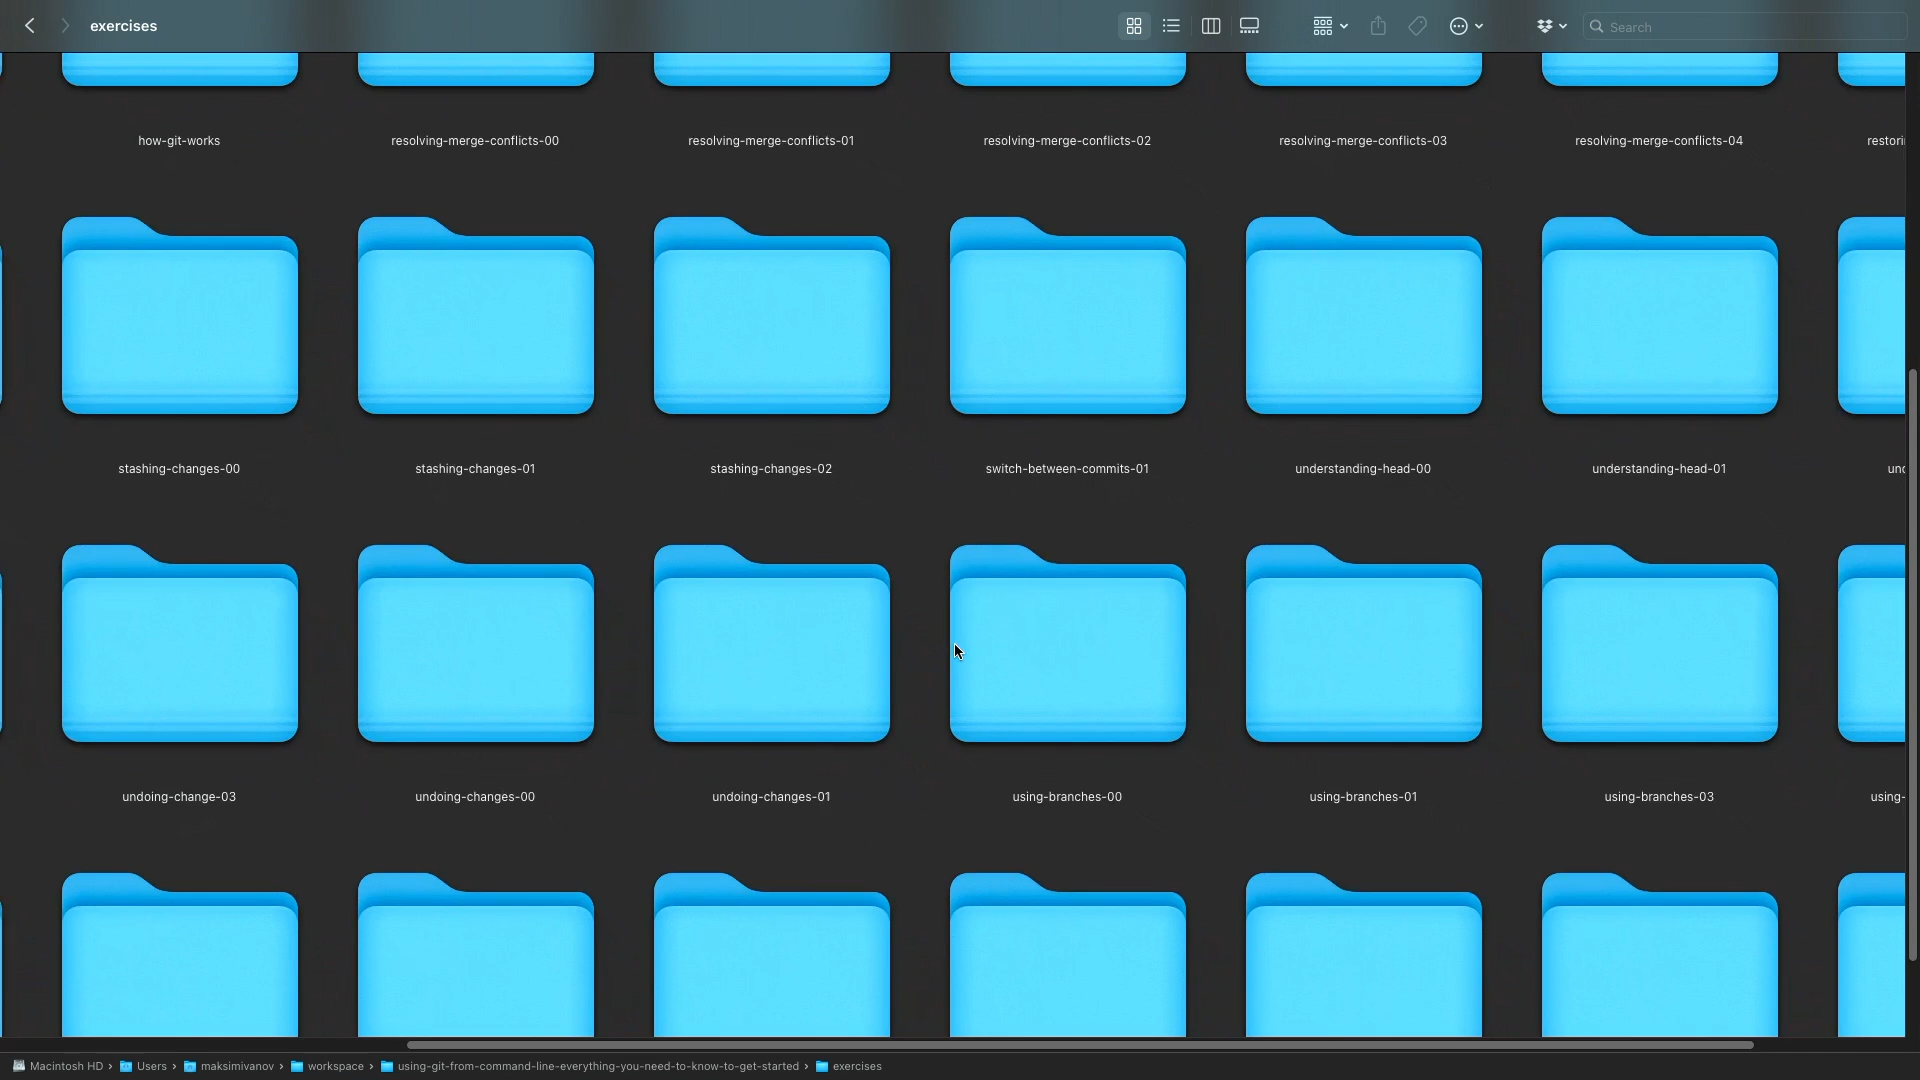 exercises
Search
how-git-works
resolving-merge-conflicts-00
resolving-merge-conflicts-01
resolving-merge-conflicts-02
resolving-merge-conflicts-03
resolving-merge-conflicts-04
restori
stashing-changes-00
stashing-changes-01
stashing-changes-02
switch-between-commits-01
understanding-head-00
understanding-head-01
und
undoing-change-03
undoing-changes-00
undoing-changes-01
using-branches-00
using-branches-01
using-branches-03
using-
Macintosh HD › Users › maksimivanov › workspace › using-git-from-command-line-everything-you-need-to-know-to-get-started › exercises